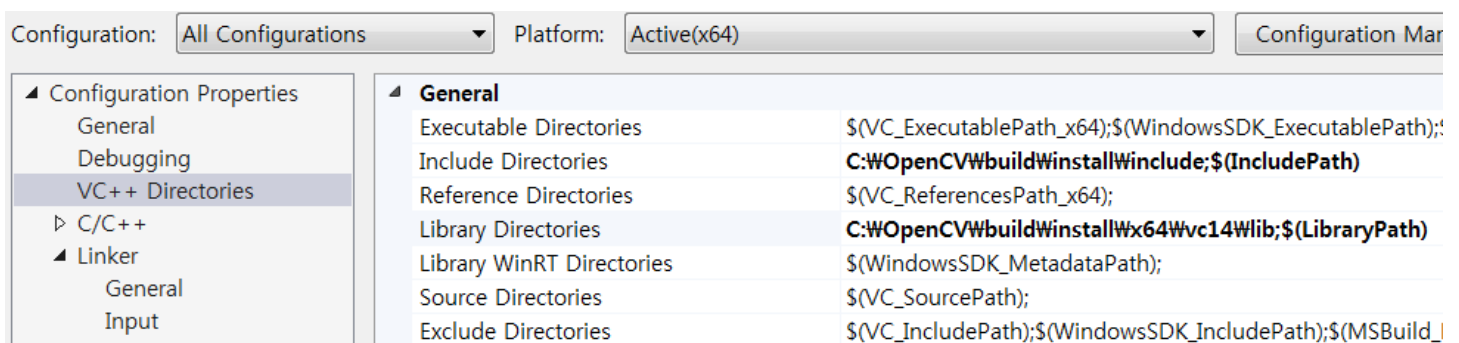 Configuration: All Configurations Platform: Active(x64) Configuration Mar
Configuration Properties
General
Debugging
VC++ Directories
C/C++
Linker
General
Input
General
Executable Directories $(VC_ExecutablePath_x64);$(WindowsSDK_ExecutablePath);
Include Directories C:₩OpenCV₩build₩install₩include;$(IncludePath)
Reference Directories $(VC_ReferencesPath_x64);
Library Directories C:₩OpenCV₩build₩install₩x64₩vc14₩lib;$(LibraryPath)
Library WinRT Directories $(WindowsSDK_MetadataPath);
Source Directories $(VC_SourcePath);
Exclude Directories $(VC_IncludePath);$(WindowsSDK_IncludePath);$(MSBuild_